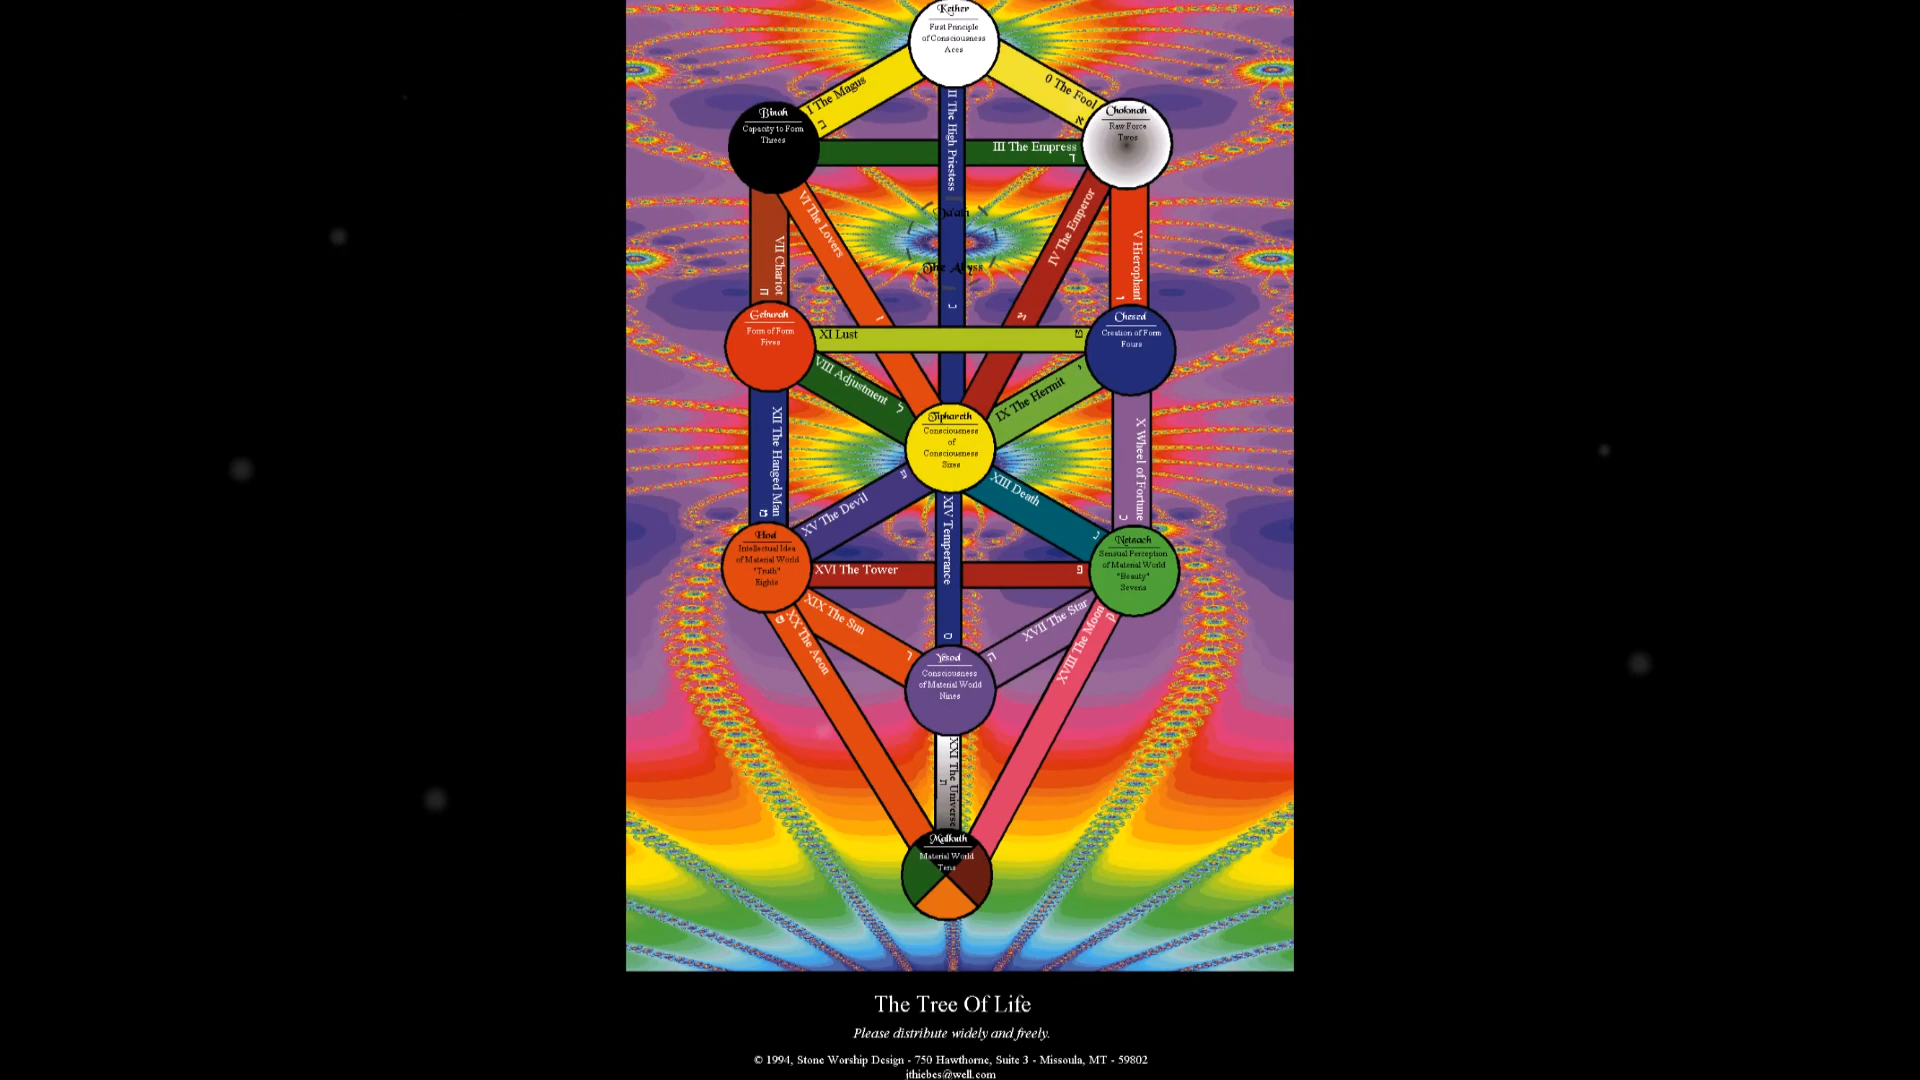 Kether
First Principle
of Consciousness
Aces
I The Magus
0 The Fool
א
Binah
Capacity to Form
Threes
Chokmah
Raw Force
Twos
II The High Priestess
III The Empress
ד
VI The Lovers
IV The Emperor
Da'ath
The Abyss
VII Chariot
ח
V Hierophant
ו
Geburah
Form of Form
Fives
Chesed
Creation of Form
Fours
XI Lust
VIII Adjustment
ל
IX The Hermit
י
Tiphareth
Consciousness
of
Consciousness
Sixes
XII The Hanged Man
X Wheel of Fortune
כ
XV The Devil
XIII Death
XIV Temperance
ס
Hod
Intellectual Idea
of Material World
"Truth"
Eights
Netsach
Sensual Perception
of Material World
"Beauty"
Sevens
XVI The Tower
פ
XIX The Sun
ר
XVII The Star
ה
XX The Aeon
ש
XVIII The Moon
ק
Yesod
Consciousness
of Material World
Nines
XXI The Universe
ת
Malkuth
Material World
Tens
The Tree Of Life
Please distribute widely and freely.
© 1994, Stone Worship Design - 750 Hawthorne, Suite 3 - Missoula, MT - 59802
jthiebes@well.com